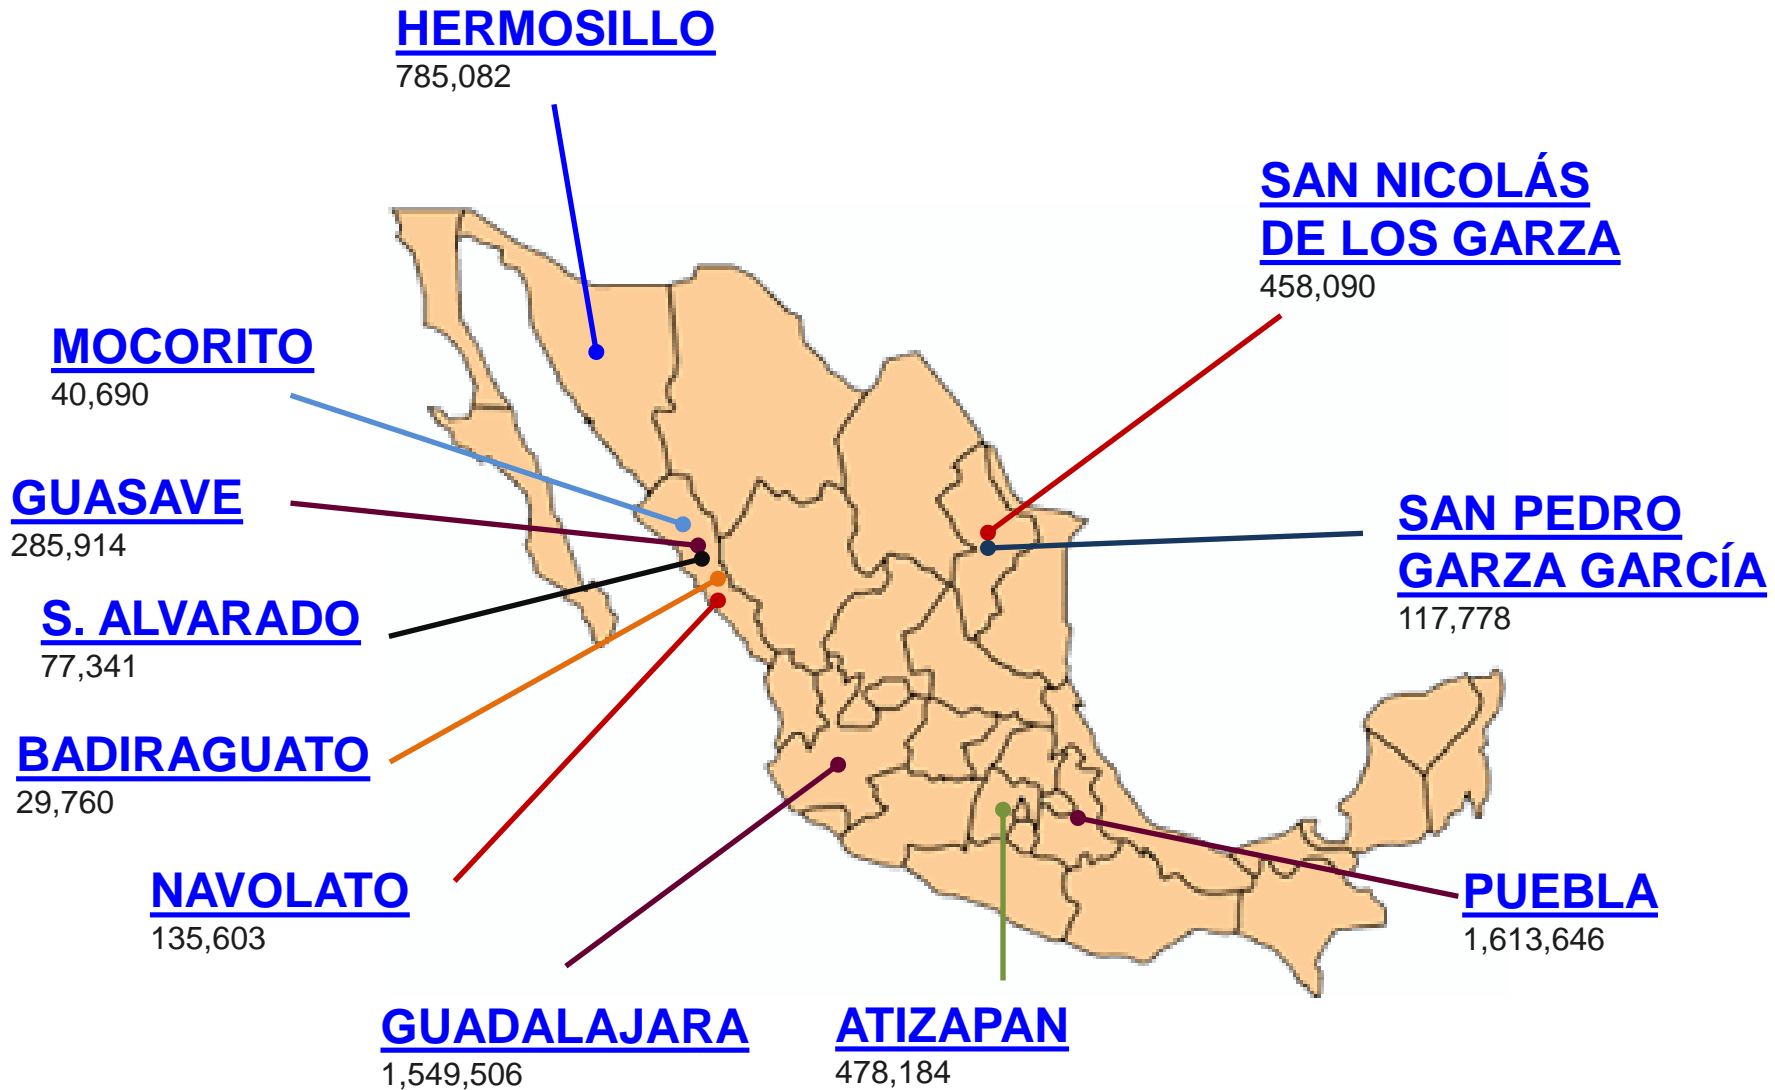 HERMOSILLO
785,082
SAN NICOLÁS
DE LOS GARZA
458,090
MOCORITO
40,690
GUASAVE
285,914
SAN PEDRO
GARZA GARCÍA
117,778
S. ALVARADO
77,341
BADIRAGUATO
29,760
NAVOLATO
135,603
PUEBLA
1,613,646
GUADALAJARA
1,549,506
ATIZAPAN
478,184